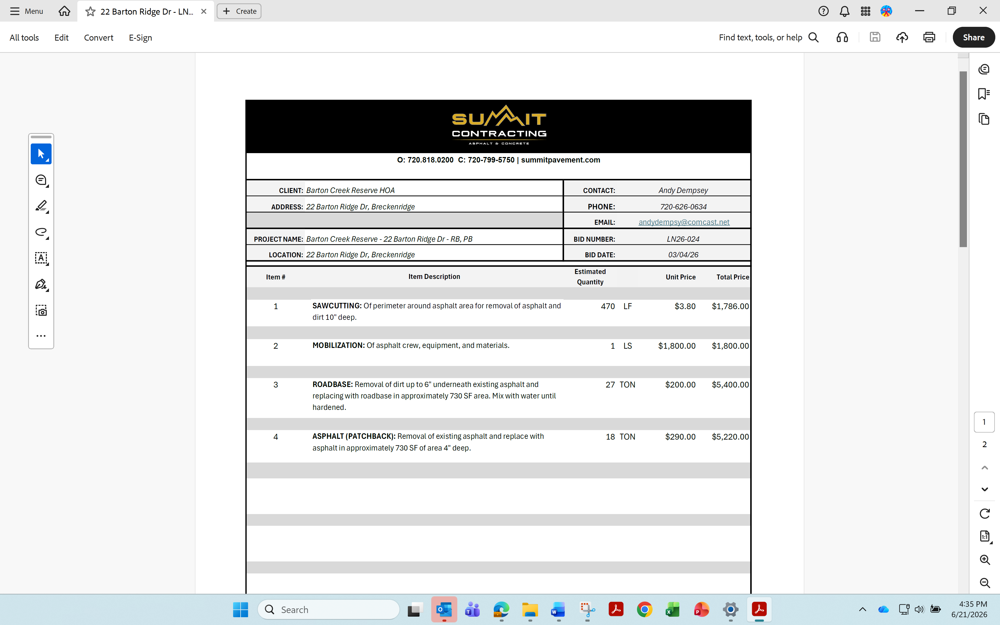 Menu
22 Barton Ridge Dr - LN...
Create
All tools
Edit
Convert
E-Sign
Find text, tools, or help
Share
SUMMIT
CONTRACTING
ASPHALT & CONCRETE
O: 720.818.0200 C: 720-799-5750 | summitpavement.com
CLIENT: Barton Creek Reserve HOA
CONTACT: Andy Dempsey
ADDRESS: 22 Barton Ridge Dr, Breckenridge
PHONE: 720-626-0634
EMAIL: andydempsy@comcast.net
PROJECT NAME: Barton Creek Reserve - 22 Barton Ridge Dr - RB, PB
BID NUMBER: LN26-024
LOCATION: 22 Barton Ridge Dr, Breckenridge
BID DATE: 03/04/26
Item # Item Description Estimated Quantity Unit Price Total Price
1 SAWCUTTING: Of perimeter around asphalt area for removal of asphalt and 470 LF $3.80 $1,786.00
dirt 10" deep.
2 MOBILIZATION: Of asphalt crew, equipment, and materials. 1 LS $1,800.00 $1,800.00
3 ROADBASE: Removal of dirt up to 6" underneath existing asphalt and 27 TON $200.00 $5,400.00
replacing with roadbase in approximately 730 SF area. Mix with water until
hardened.
4 ASPHALT (PATCHBACK): Removal of existing asphalt and replace with 18 TON $290.00 $5,220.00
asphalt in approximately 730 SF of area 4" deep.
1
2
1:1
Search
4:35 PM
6/21/2026